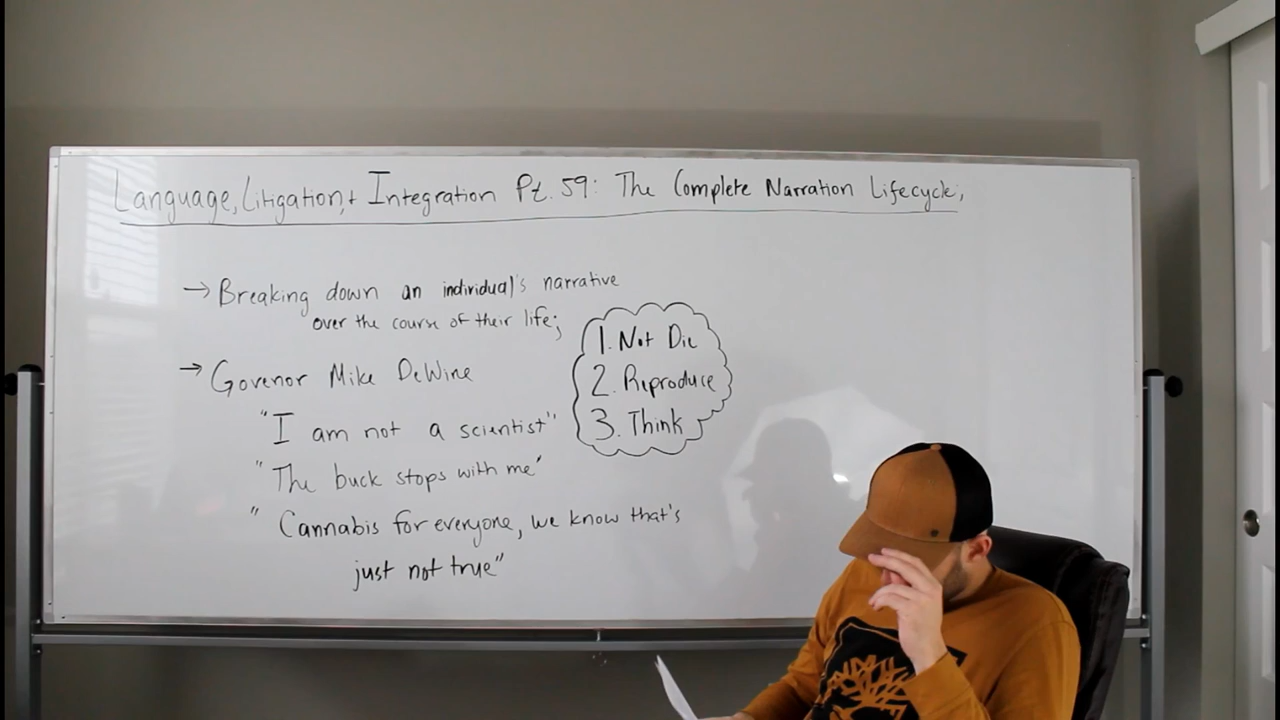 Language, Litigation, + Integration Pt. 59: The Complete Narration Lifecycle;
→ Breaking down an individual's narrative
over the course of their life;
1. Not Die
2. Reproduce
3. Think
→ Govenor Mike DeWine
"I am not a scientist"
"The buck stops with me"
"Cannabis for everyone, we know that's
just not true"